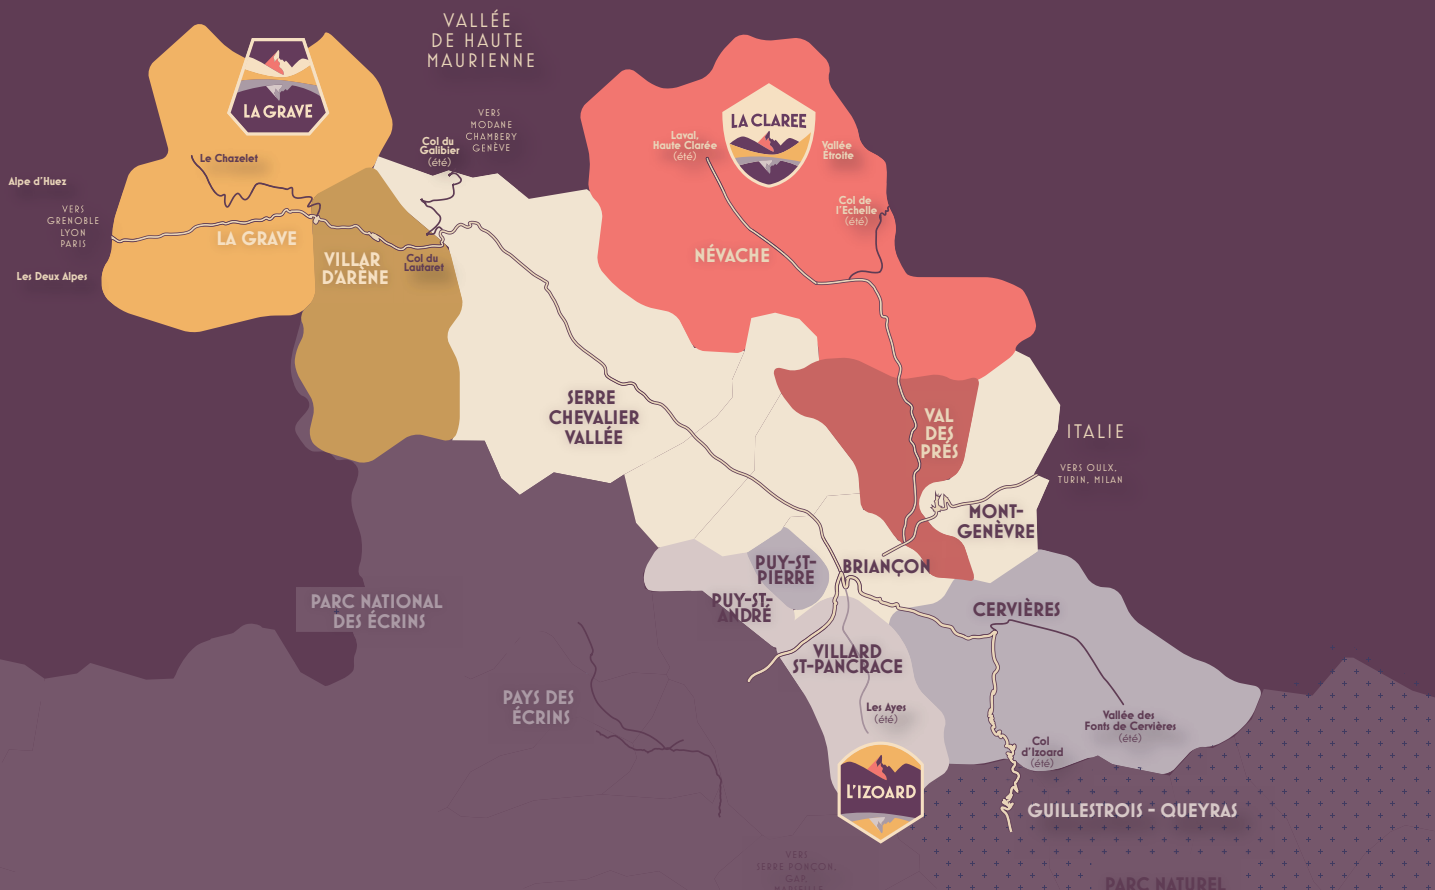 VALLÉE
DE HAUTE
MAURIENNE
LA GRAVE
VERS
MODANE
CHAMBERY
GENÈVE
Col du
Galibier
(été)
LA CLAREE
Laval,
Haute Clarée
(été)
Vallée
Étroite
Le Chazelet
Alpe d'Huez
VERS
GRENOBLE
LYON
PARIS
Les Deux Alpes
LA GRAVE
VILLAR
D'ARÈNE
Col du
Lautaret
Col de
l'Echelle
(été)
NÉVACHE
SERRE
CHEVALIER
VALLÉE
VAL
DES
PRÉS
ITALIE
VERS OULX,
TURIN, MILAN
MONT-
GENÈVRE
BRIANÇON
PUY-ST-
PIERRE
PUY-ST-
ANDRÉ
CERVIÈRES
PARC NATIONAL
DES ÉCRINS
VILLARD
ST-PANCRACE
PAYS DES
ÉCRINS
Les Ayes
(été)
Vallée des
Fonts de Cervières
(été)
Col
d'Izoard
(été)
L'IZOARD
GUILLESTROIS - QUEYRAS
VERS
SERRE PONÇON,
GAP,
PARC NATUREL